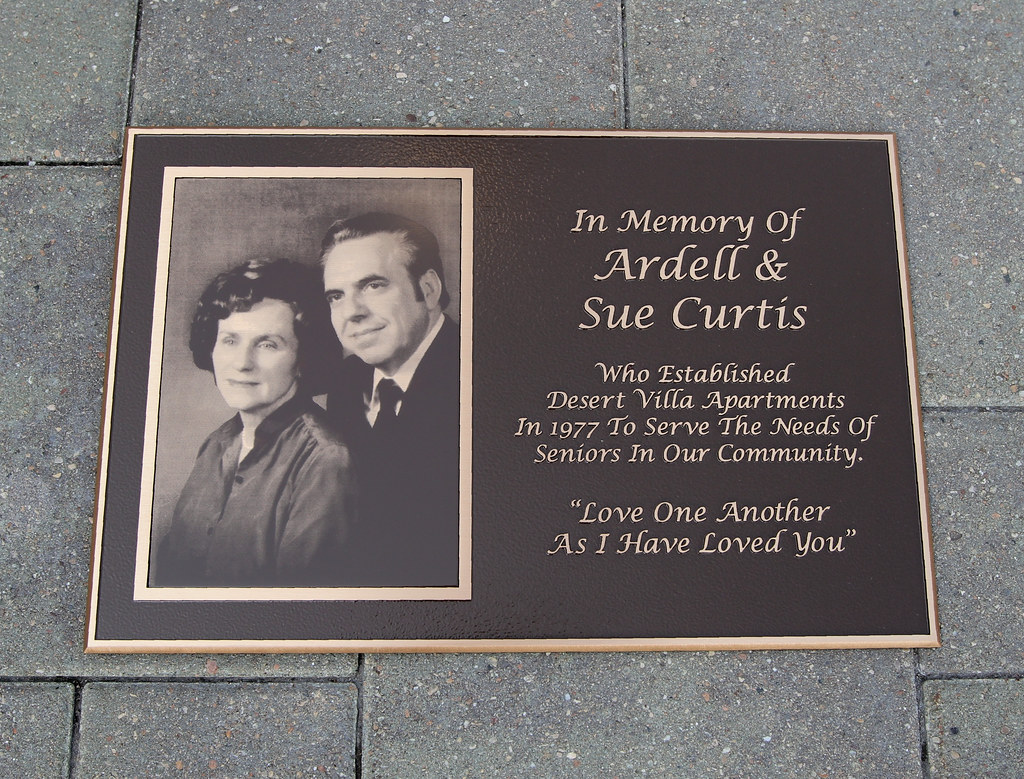 In Memory Of
Ardell &
Sue Curtis
Who Established
Desert Villa Apartments
In 1977 To Serve The Needs Of
Seniors In Our Community.
“Love One Another
As I Have Loved You”